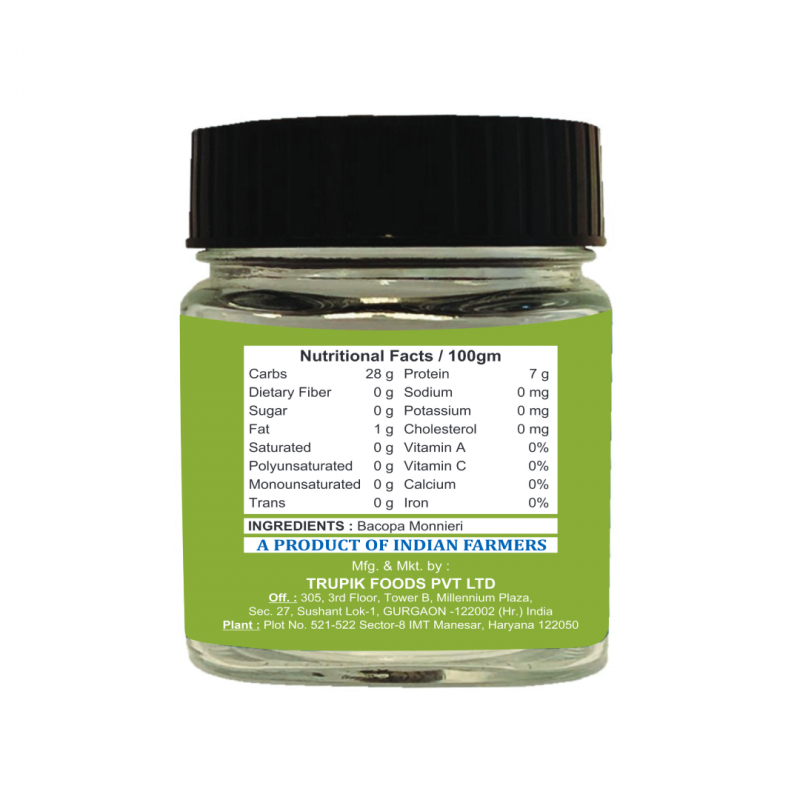 Nutritional Facts / 100gm
Carbs 28 g Protein 7 g
Dietary Fiber 0 g Sodium 0 mg
Sugar 0 g Potassium 0 mg
Fat 1 g Cholesterol 0 mg
Saturated 0 g Vitamin A 0%
Polyunsaturated 0 g Vitamin C 0%
Monounsaturated 0 g Calcium 0%
Trans 0 g Iron 0%
INGREDIENTS : Bacopa Monnieri
A PRODUCT OF INDIAN FARMERS
Mfg. & Mkt. by :
TRUPIK FOODS PVT LTD
Off. : 305, 3rd Floor, Tower B, Millennium Plaza,
Sec. 27, Sushant Lok-1, GURGAON -122002 (Hr.) India
Plant : Plot No. 521-522 Sector-8 IMT Manesar, Haryana 122050